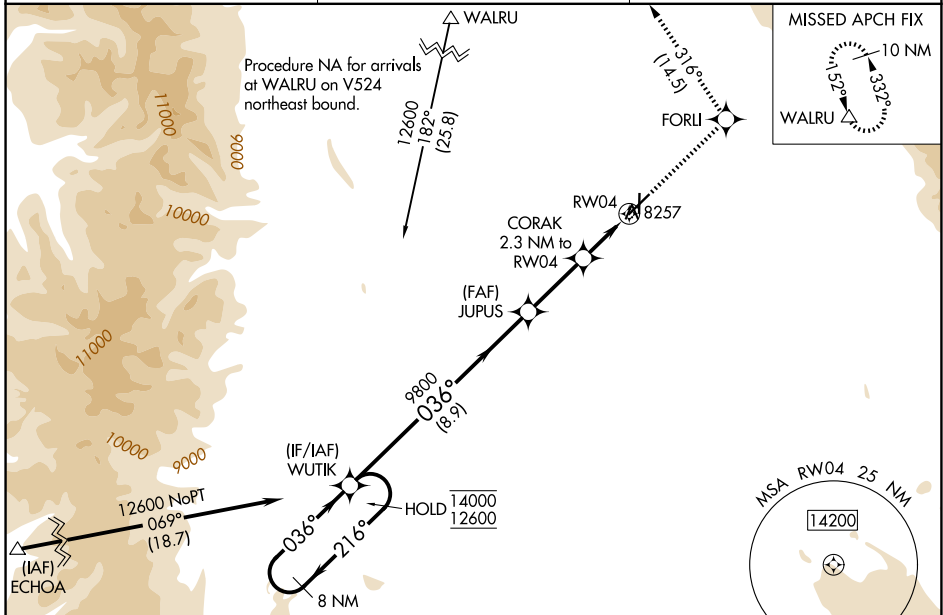 WALRU
Procedure NA for arrivals
at WALRU on V524
northeast bound.
12600
182°
(25.8)
316°
(14.5)
FORLI
MISSED APCH FIX
10 NM
152°
332°
WALRU
11000
9000
10000
RW04
8257
CORAK
2.3 NM to
RW04
(FAF)
JUPUS
11000
9800
036°
(8.9)
10000
9000
(IF/IAF)
WUTIK
12600 NoPT
069°
(18.7)
(IAF)
ECHOA
HOLD
14000
12600
036°
216°
8 NM
MSA RW04 25 NM
14200